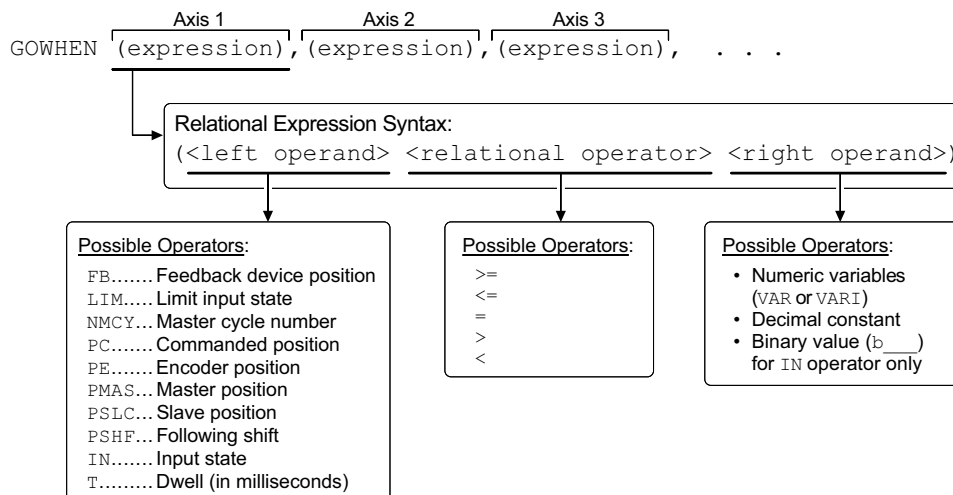 Axis 1 Axis 2 Axis 3
GOWHEN (expression),(expression),(expression), . . .
Relational Expression Syntax:
(<left operand> <relational operator> <right operand>)
Possible Operators:
FB....... Feedback device position
LIM..... Limit input state
NMCY... Master cycle number
PC....... Commanded position
PE....... Encoder position
PMAS... Master position
PSLC... Slave position
PSHF... Following shift
IN....... Input state
T......... Dwell (in milliseconds)
Possible Operators:
>=
<=
=
>
<
Possible Operators:
• Numeric variables
(VAR or VARI)
• Decimal constant
• Binary value (b___)
for IN operator only